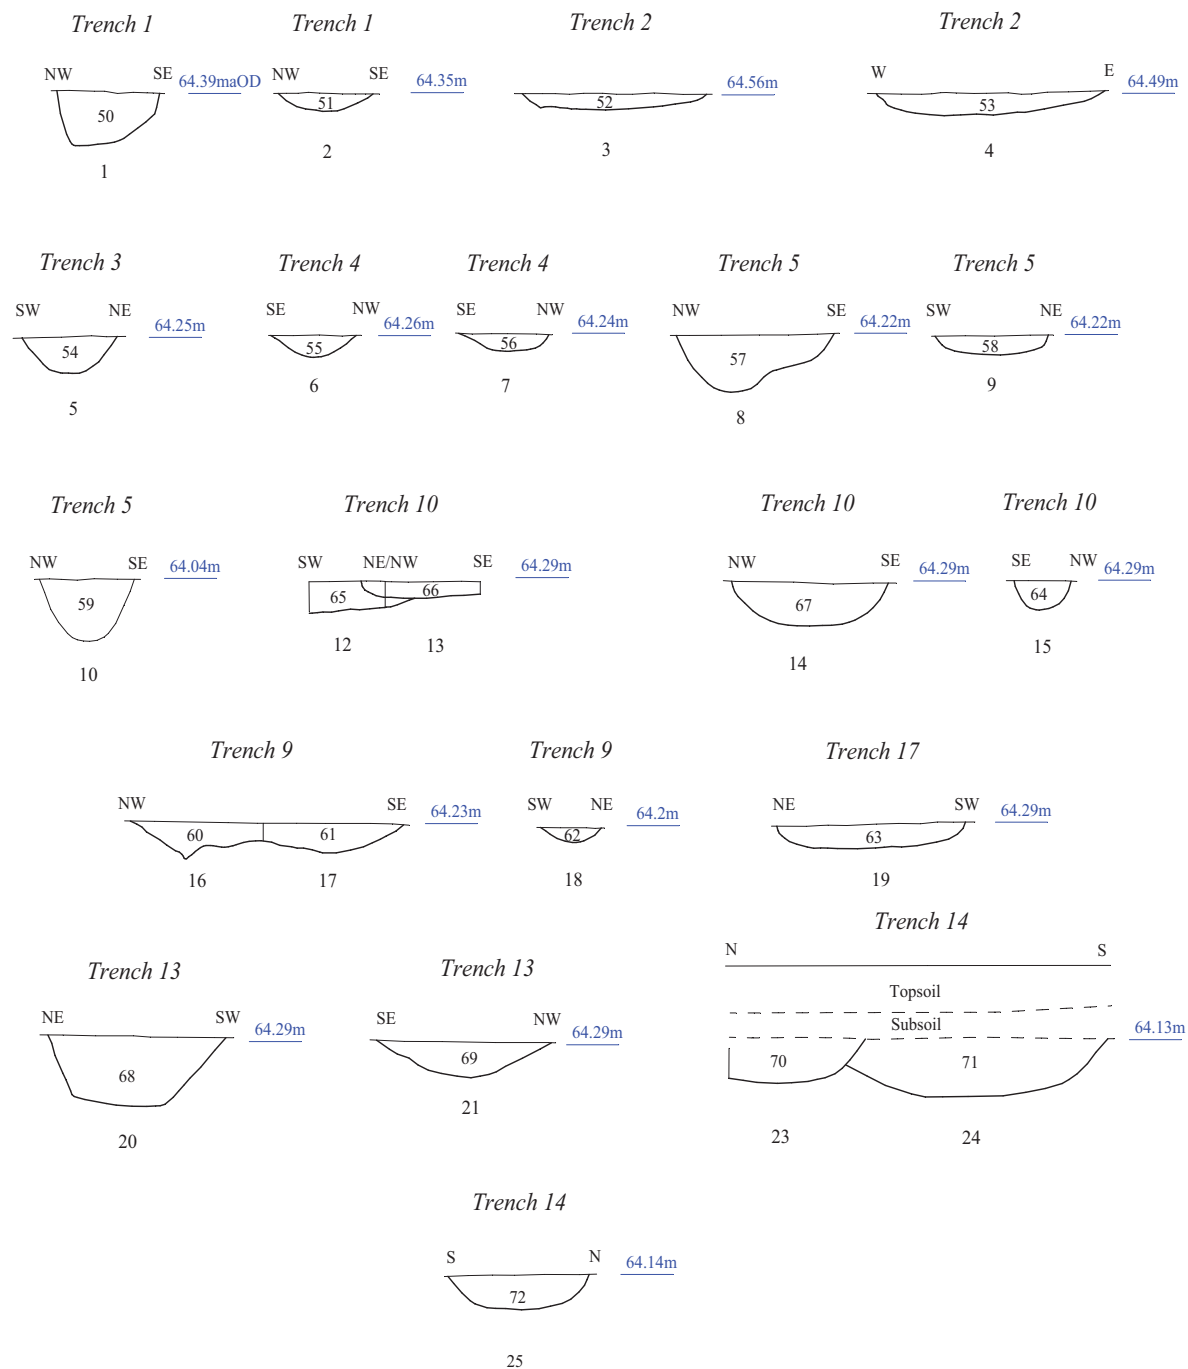 Trench 1
NW SE 64.39maOD
50
1
Trench 1
NW SE 64.35m
51
2
Trench 2
64.56m
52
3
Trench 2
W E 64.49m
53
4
Trench 3
SW NE 64.25m
54
5
Trench 4
SE NW 64.26m
55
6
Trench 4
SE NW 64.24m
56
7
Trench 5
NW SE 64.22m
57
8
Trench 5
SW NE 64.22m
58
9
Trench 5
NW SE 64.04m
59
10
Trench 10
SW NE/NW SE 64.29m
65 66
12 13
Trench 10
NW SE 64.29m
67
14
Trench 10
SE NW 64.29m
64
15
Trench 9
NW SE 64.23m
60 61
16 17
Trench 9
SW NE 64.2m
62
18
Trench 17
NE SW 64.29m
63
19
Trench 13
NE SW 64.29m
68
20
Trench 13
SE NW 64.29m
69
21
Trench 14
N S
Topsoil
Subsoil
64.13m
70 71
23 24
Trench 14
S N 64.14m
72
25